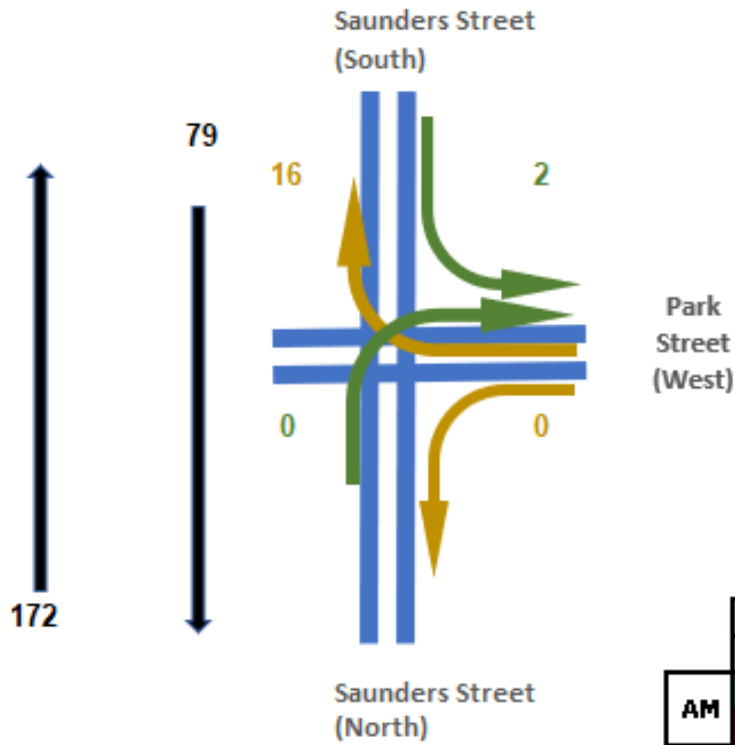 Saunders Street
(South)
79
16
2
Park
Street
(West)
0
0
172
AM
Saunders Street
(North)